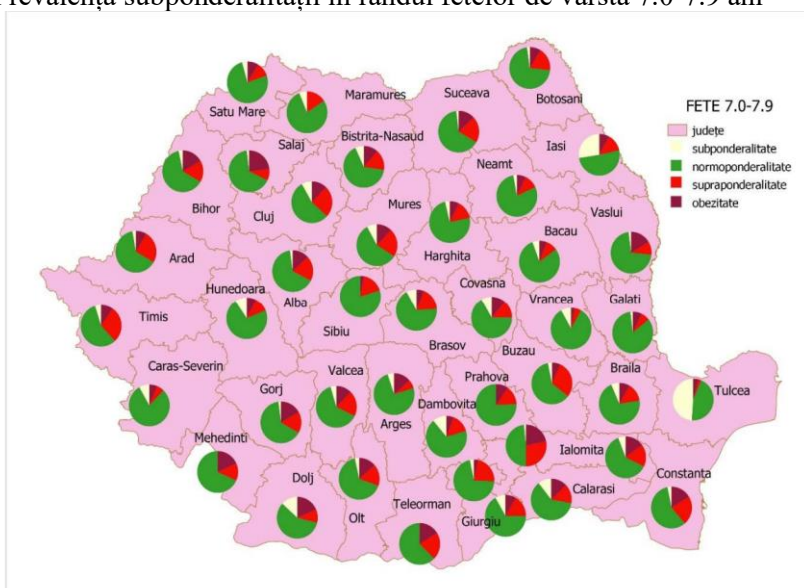 Prevalența subponderalității în rândul fetelor de vârsta 7.0-7.9 ani
FETE 7.0-7.9
județe
subponderalitate
normoponderalitate
supraponderalitate
obezitate
Satu Mare
Maramures
Suceava
Botosani
Salaj
Bistrita-Nasaud
Iasi
Neamt
Bihor
Cluj
Mures
Vaslui
Bacau
Harghita
Arad
Hunedoara
Alba
Covasna
Vrancea
Galati
Timis
Sibiu
Brasov
Buzau
Caras-Severin
Valcea
Prahova
Braila
Tulcea
Gorj
Arges
Dambovita
Mehedinti
Ialomita
Dolj
Constanta
Olt
Teleorman
Giurgiu
Calarasi